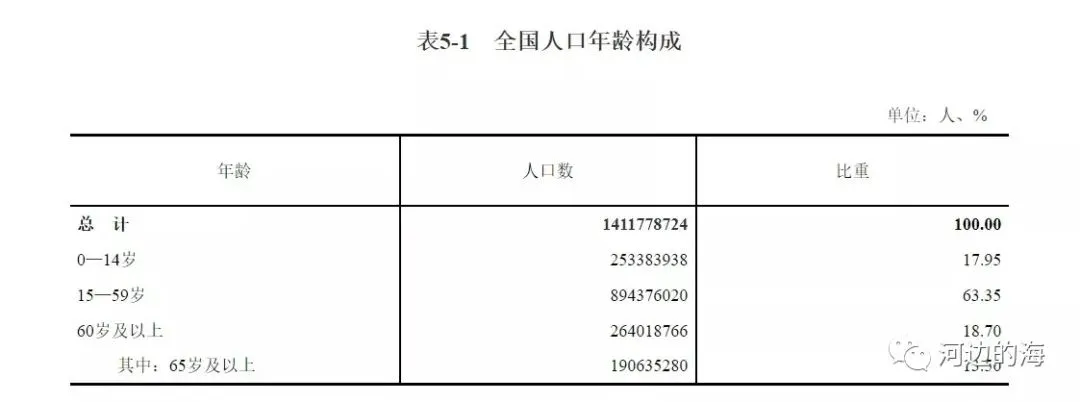 表5-1 全国人口年龄构成
单位：人、%
年龄 人口数 比重
总 计 1411778724 100.00
0—14岁 253383938 17.95
15—59岁 894376020 63.35
60岁及以上 264018766 18.70
其中：65岁及以上 190635280 13.50
河边的海